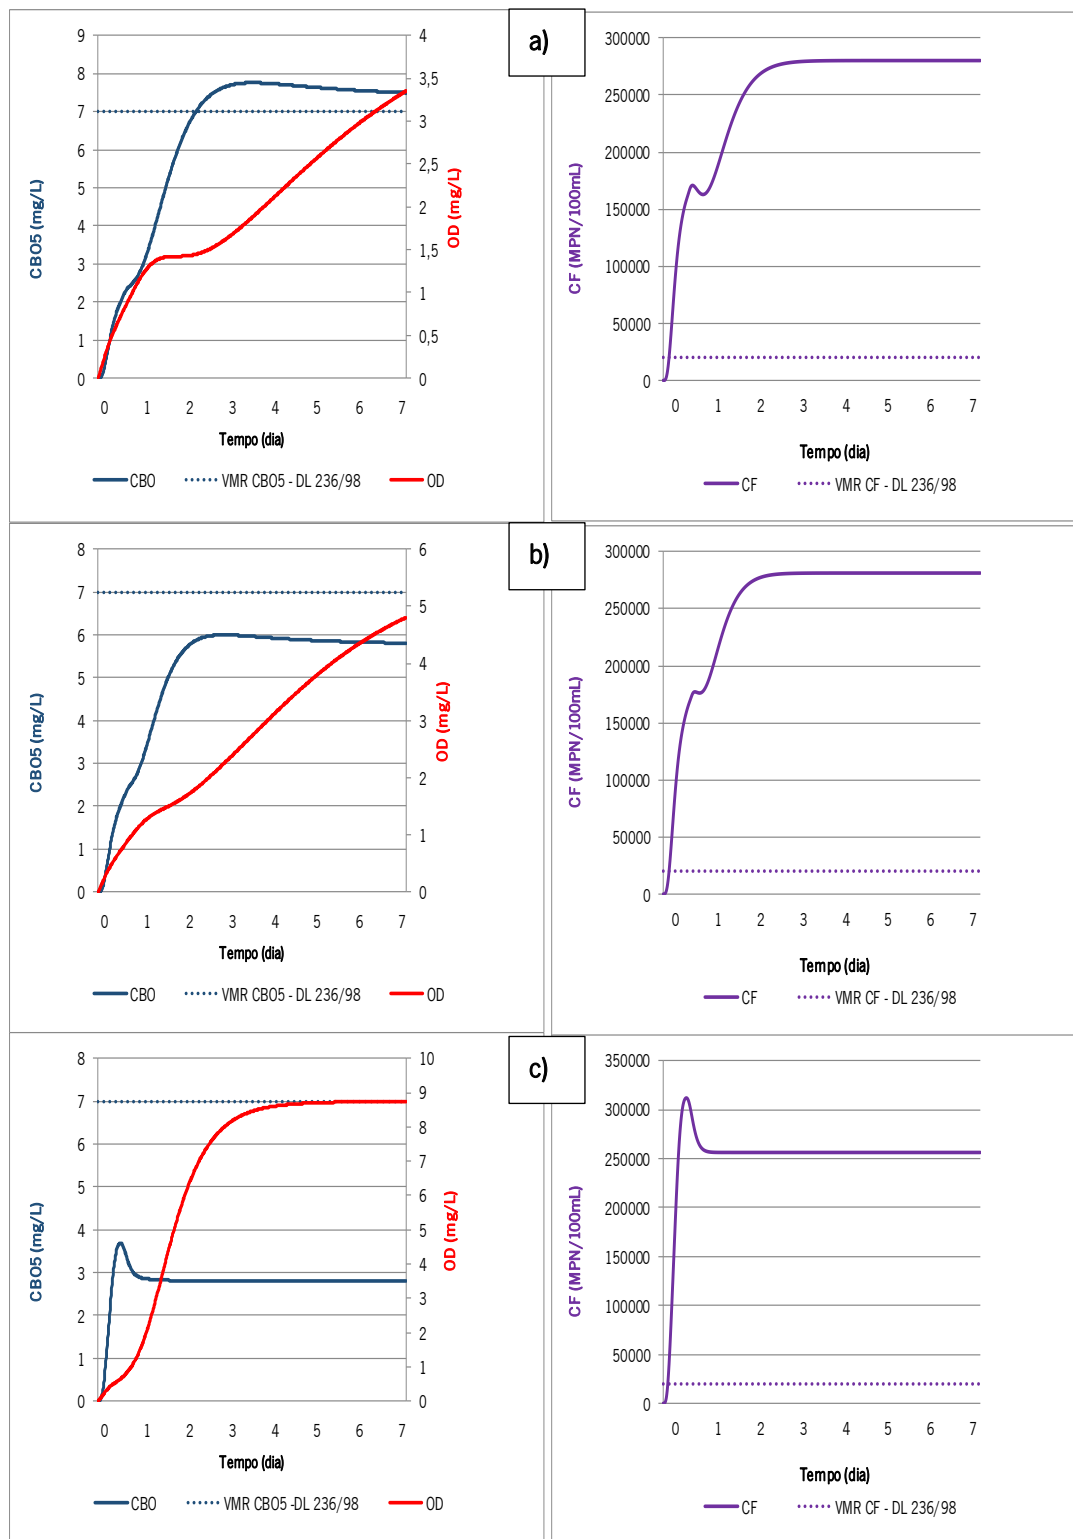 a)
9
8
7
6
5
4
3
2
1
0
CBO5 (mg/L)
4
3,5
3
2,5
2
1,5
1
0,5
0
OD (mg/L)
0 1 2 3 4 5 6 7
Tempo (dia)
CBO VMR CBO5 - DL 236/98 OD
300000
250000
200000
150000
100000
50000
0
CF (MPN/100mL)
0 1 2 3 4 5 6 7
Tempo (dia)
CF VMR CF - DL 236/98
b)
8
7
6
5
4
3
2
1
0
CBO5 (mg/L)
6
5
4
3
2
1
0
OD (mg/L)
0 1 2 3 4 5 6 7
Tempo (dia)
CBO VMR CBO5 - DL 236/98 OD
300000
250000
200000
150000
100000
50000
0
CF (MPN/100mL)
0 1 2 3 4 5 6 7
Tempo (dia)
CF VMR CF - DL 236/98
c)
8
7
6
5
4
3
2
1
0
CBO5 (mg/L)
10
9
8
7
6
5
4
3
2
1
0
OD (mg/L)
0 1 2 3 4 5 6 7
Tempo (dia)
CBO VMR CBO5 -DL 236/98 OD
350000
300000
250000
200000
150000
100000
50000
0
CF (MPN/100mL)
0 1 2 3 4 5 6 7
Tempo (dia)
CF VMR CF - DL 236/98